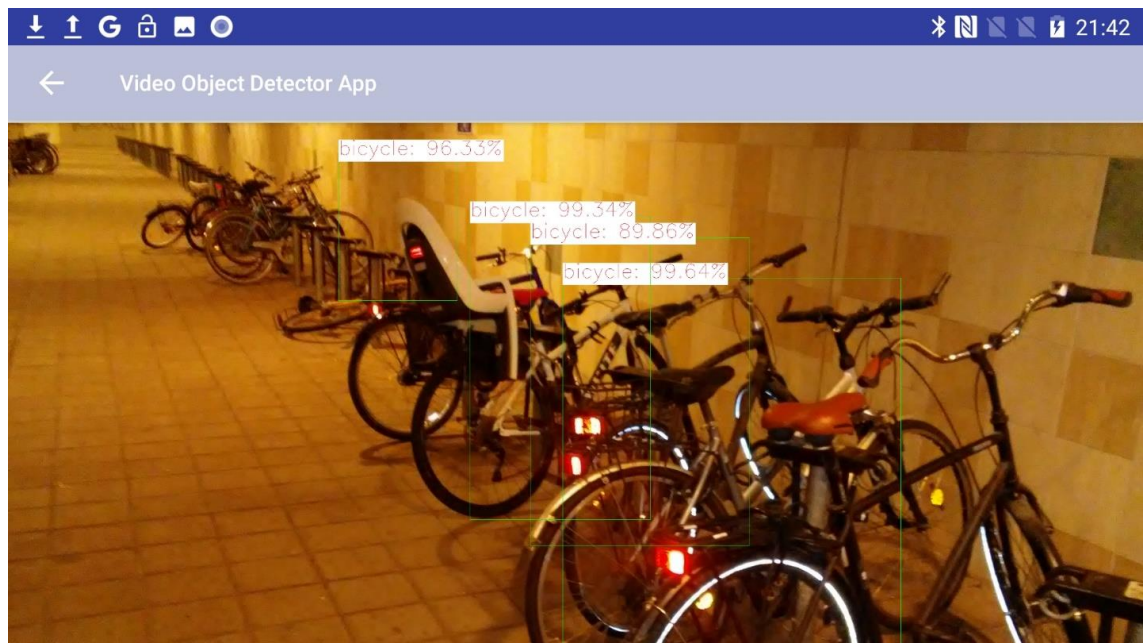 21:42
Video Object Detector App
bicycle: 96.33%
bicycle: 99.34%
bicycle: 89.86%
bicycle: 99.64%